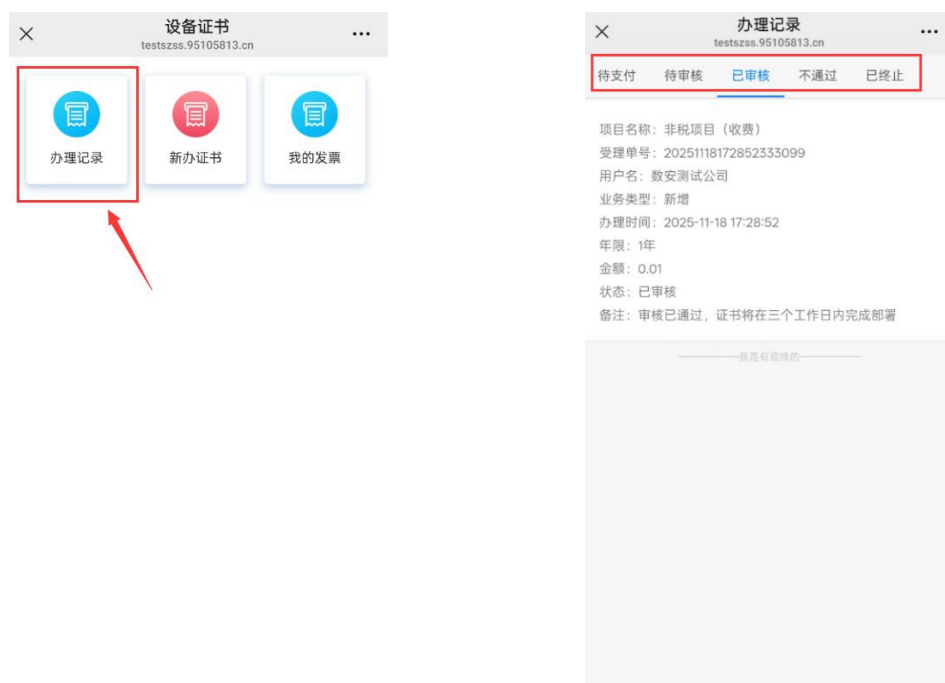 设备证书
testszss.95105813.cn
办理记录
新办证书
我的发票
办理记录
testszss.95105813.cn
待支付 待审核 已审核 不通过 已终止
项目名称：非税项目（收费）
受理单号：20251118172852333099
用户名：数安测试公司
业务类型：新增
办理时间：2025-11-18 17:28:52
年限：1年
金额：0.01
状态：已审核
备注：审核已通过，证书将在三个工作日内完成部署
我是有底线的